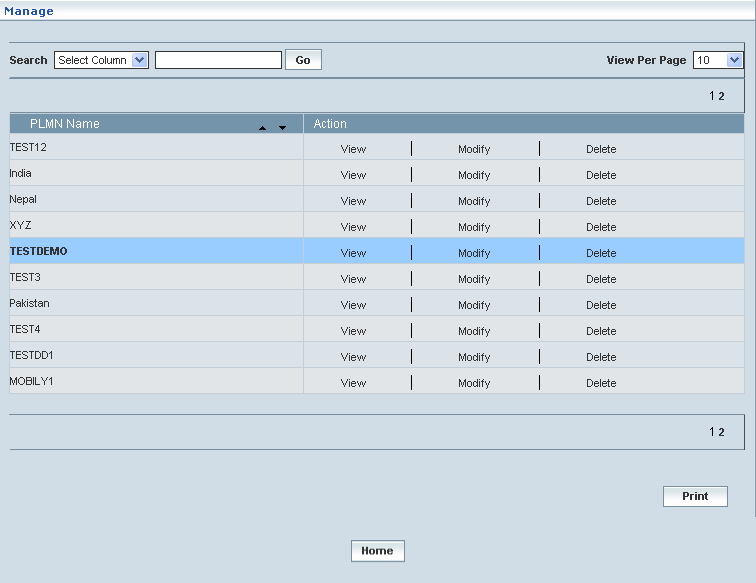 Manage
Search Select Column Go View Per Page 10
1 2
PLMN Name Action
TEST12 View Modify Delete
India View Modify Delete
Nepal View Modify Delete
XYZ View Modify Delete
TESTDEMO View Modify Delete
TEST3 View Modify Delete
Pakistan View Modify Delete
TEST4 View Modify Delete
TESTDD1 View Modify Delete
MOBILY1 View Modify Delete
1 2
Print
Home